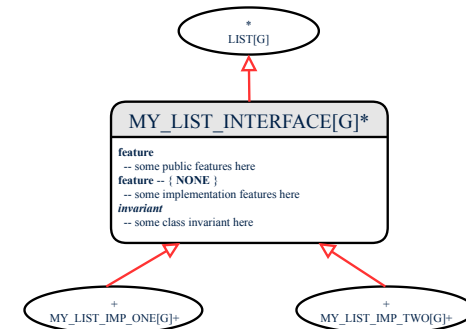 *
LIST[G]
MY_LIST_INTERFACE[G]*
feature
-- some public features here
feature -- { NONE }
-- some implementation features here
invariant
-- some class invariant here
+
MY_LIST_IMP_ONE[G]+
+
MY_LIST_IMP_TWO[G]+